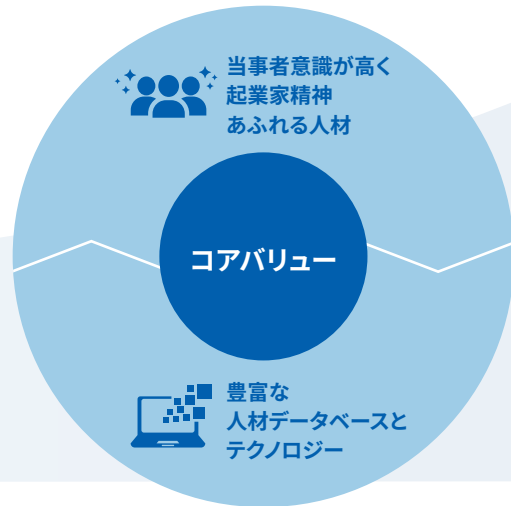 当事者意識が高く
起業家精神
あふれる人材
コアバリュー
豊富な
人材データベースと
テクノロジー